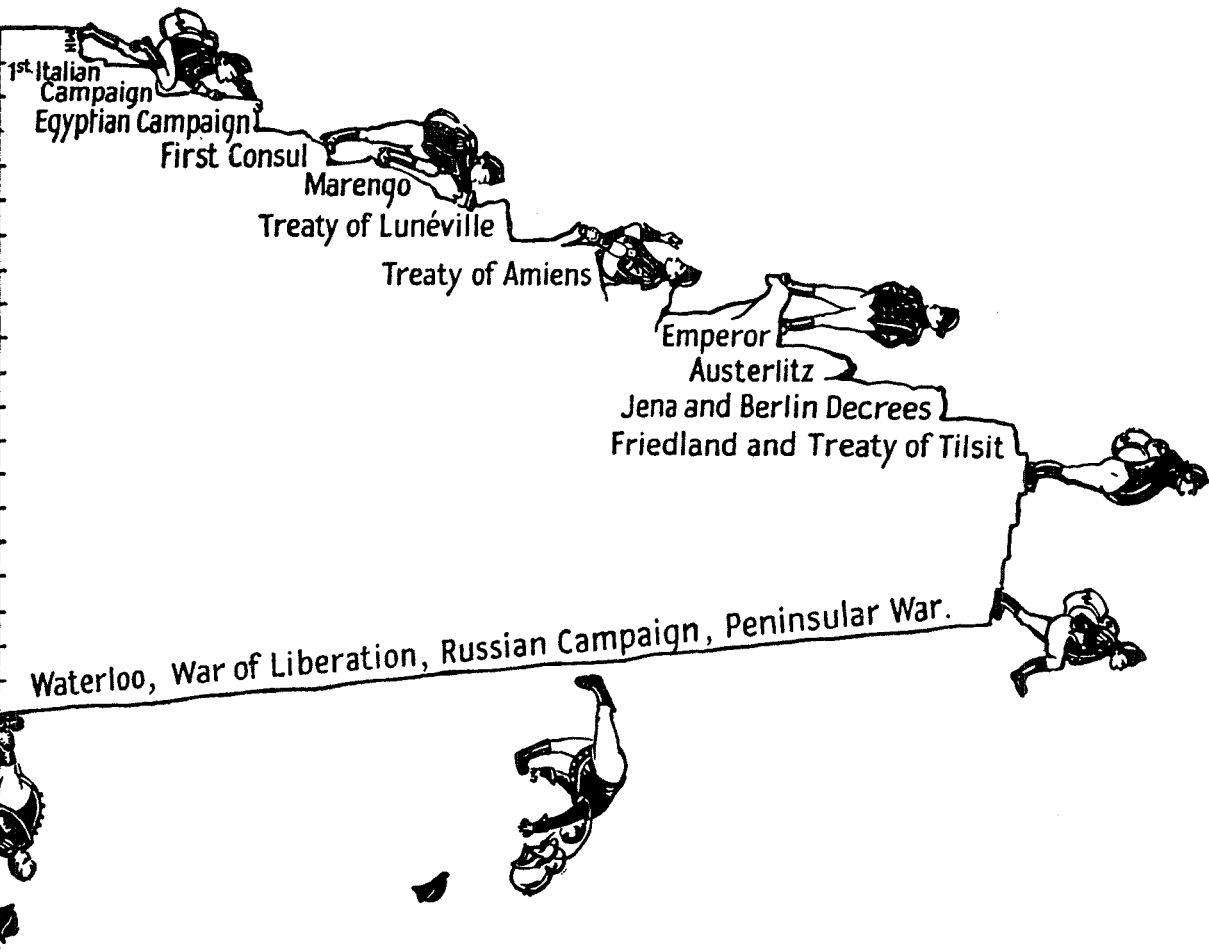 1st Italian
Campaign
Egyptian Campaign
First Consul
Marengo
Treaty of Lunéville
Treaty of Amiens
Emperor
Austerlitz
Jena and Berlin Decrees
Friedland and Treaty of Tilsit
Waterloo, War of Liberation, Russian Campaign, Peninsular War.